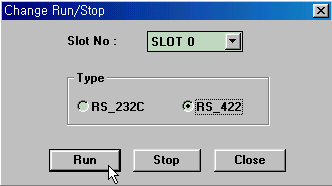 Change Run/Stop
Slot No : SLOT 0
Type
RS_232C RS_422
Run Stop Close